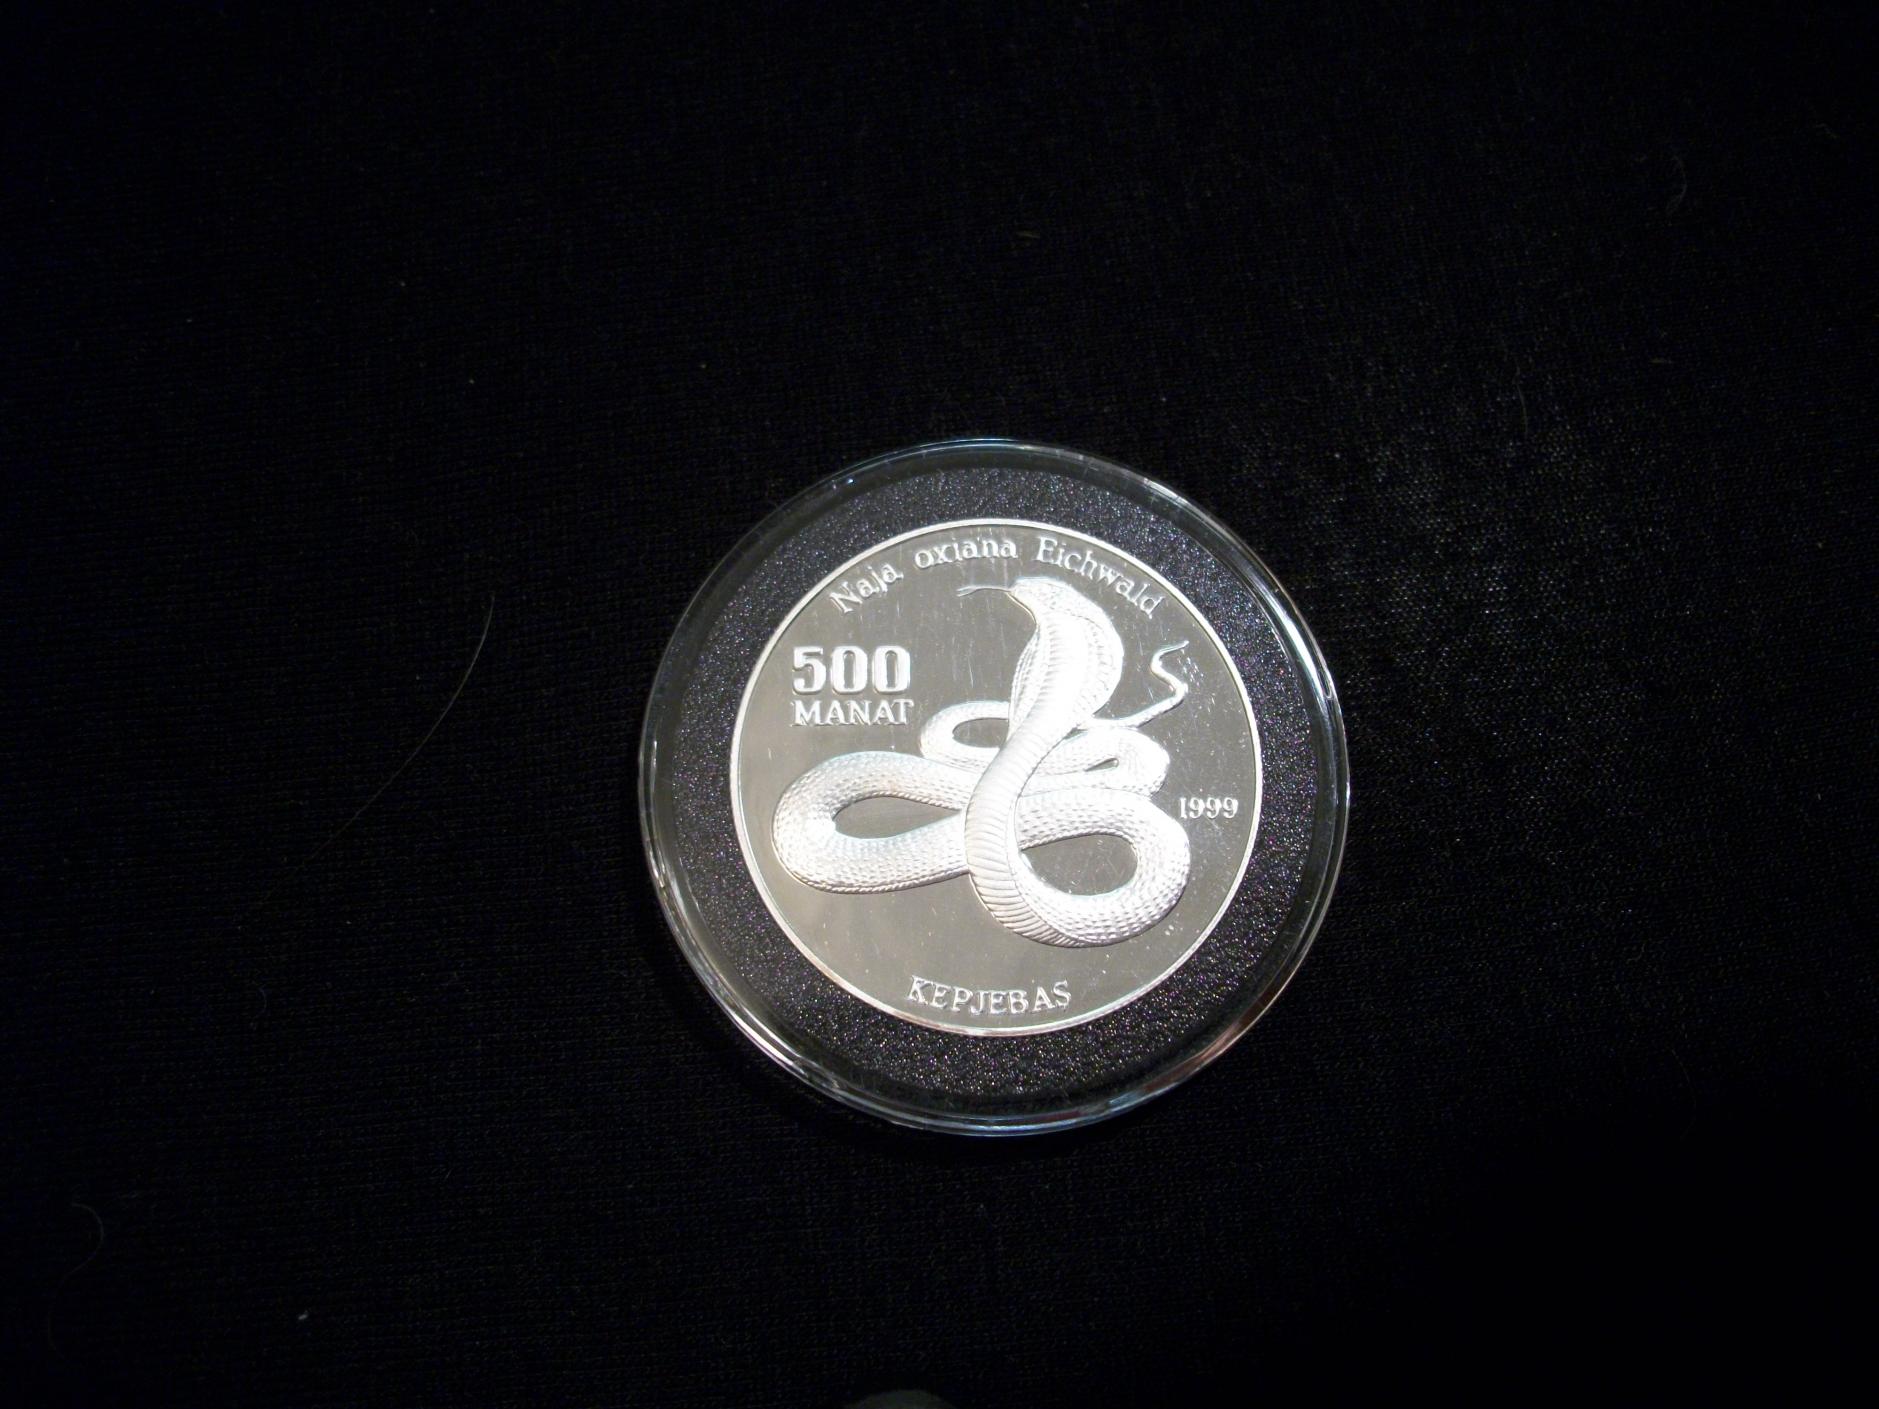 Naja oxiana Eichwald
500
MANAT
1999
KEPJEBAS